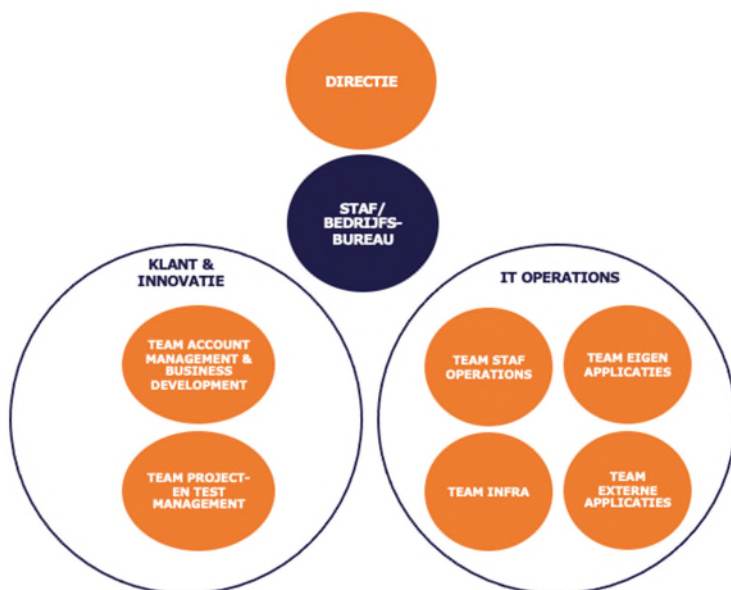 DIRECTIE
STAF/
BEDRIJFS-
BUREAU
KLANT &
INNOVATIE
TEAM ACCOUNT
MANAGEMENT &
BUSINESS
DEVELOPMENT
TEAM PROJECT-
EN TEST
MANAGEMENT
IT OPERATIONS
TEAM STAF
OPERATIONS
TEAM EIGEN
APPLICATIES
TEAM INFRA
TEAM
EXTERNE
APPLICATIES